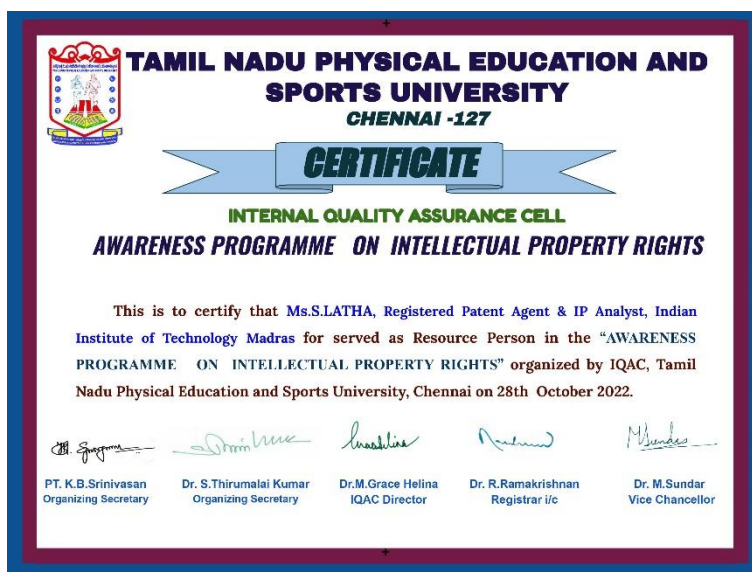 TAMIL NADU PHYSICAL EDUCATION AND
SPORTS UNIVERSITY
CHENNAI -127
CERTIFICATE
INTERNAL QUALITY ASSURANCE CELL
AWARENESS PROGRAMME ON INTELLECTUAL PROPERTY RIGHTS
This is to certify that Ms.S.LATHA, Registered Patent Agent & IP Analyst, Indian
Institute of Technology Madras for served as Resource Person in the “AWARENESS
PROGRAMME ON INTELLECTUAL PROPERTY RIGHTS” organized by IQAC, Tamil
Nadu Physical Education and Sports University, Chennai on 28th October 2022.
PT. K.B.Srinivasan Dr. S.Thirumalai Kumar Dr.M.Grace Helina Dr. R.Ramakrishnan Dr. M.Sundar
Organizing Secretary Organizing Secretary IQAC Director Registrar i/c Vice Chancellor